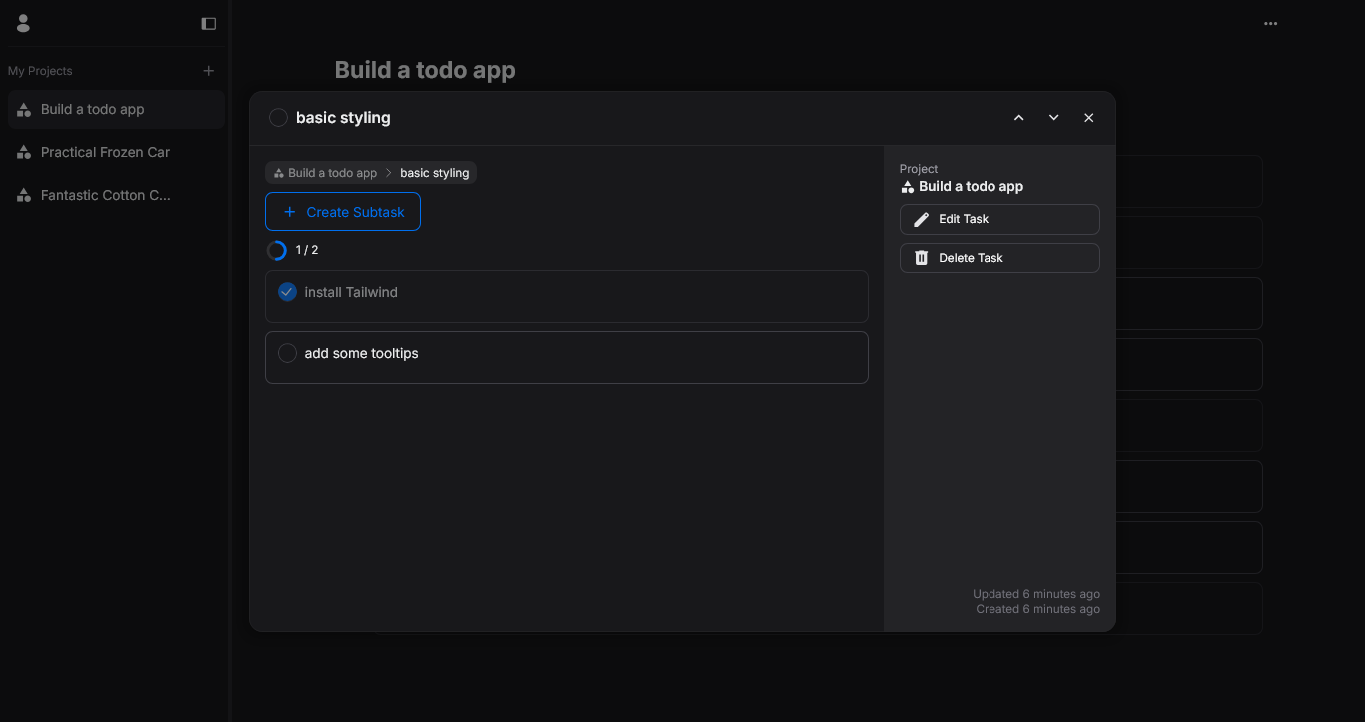 My Projects
Build a todo app
Practical Frozen Car
Fantastic Cotton C...
Build a todo app
basic styling
Build a todo app
basic styling
Create Subtask
1 / 2
install Tailwind
add some tooltips
Project
Build a todo app
Edit Task
Delete Task
Updated 6 minutes ago
Created 6 minutes ago